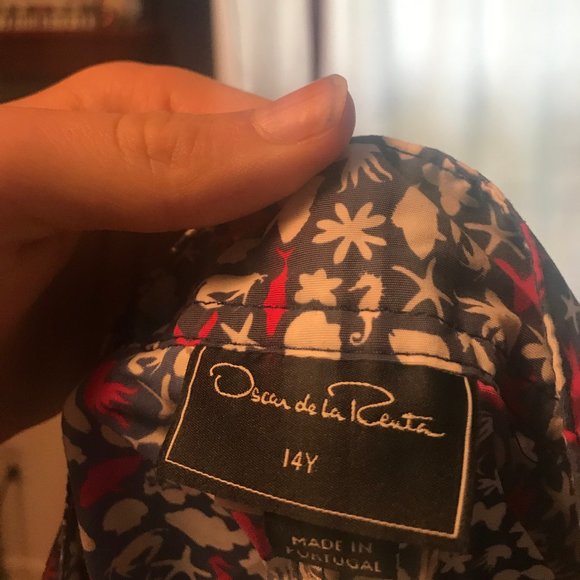 Oscar de la Renta
14Y
MADE IN
PORTUGAL